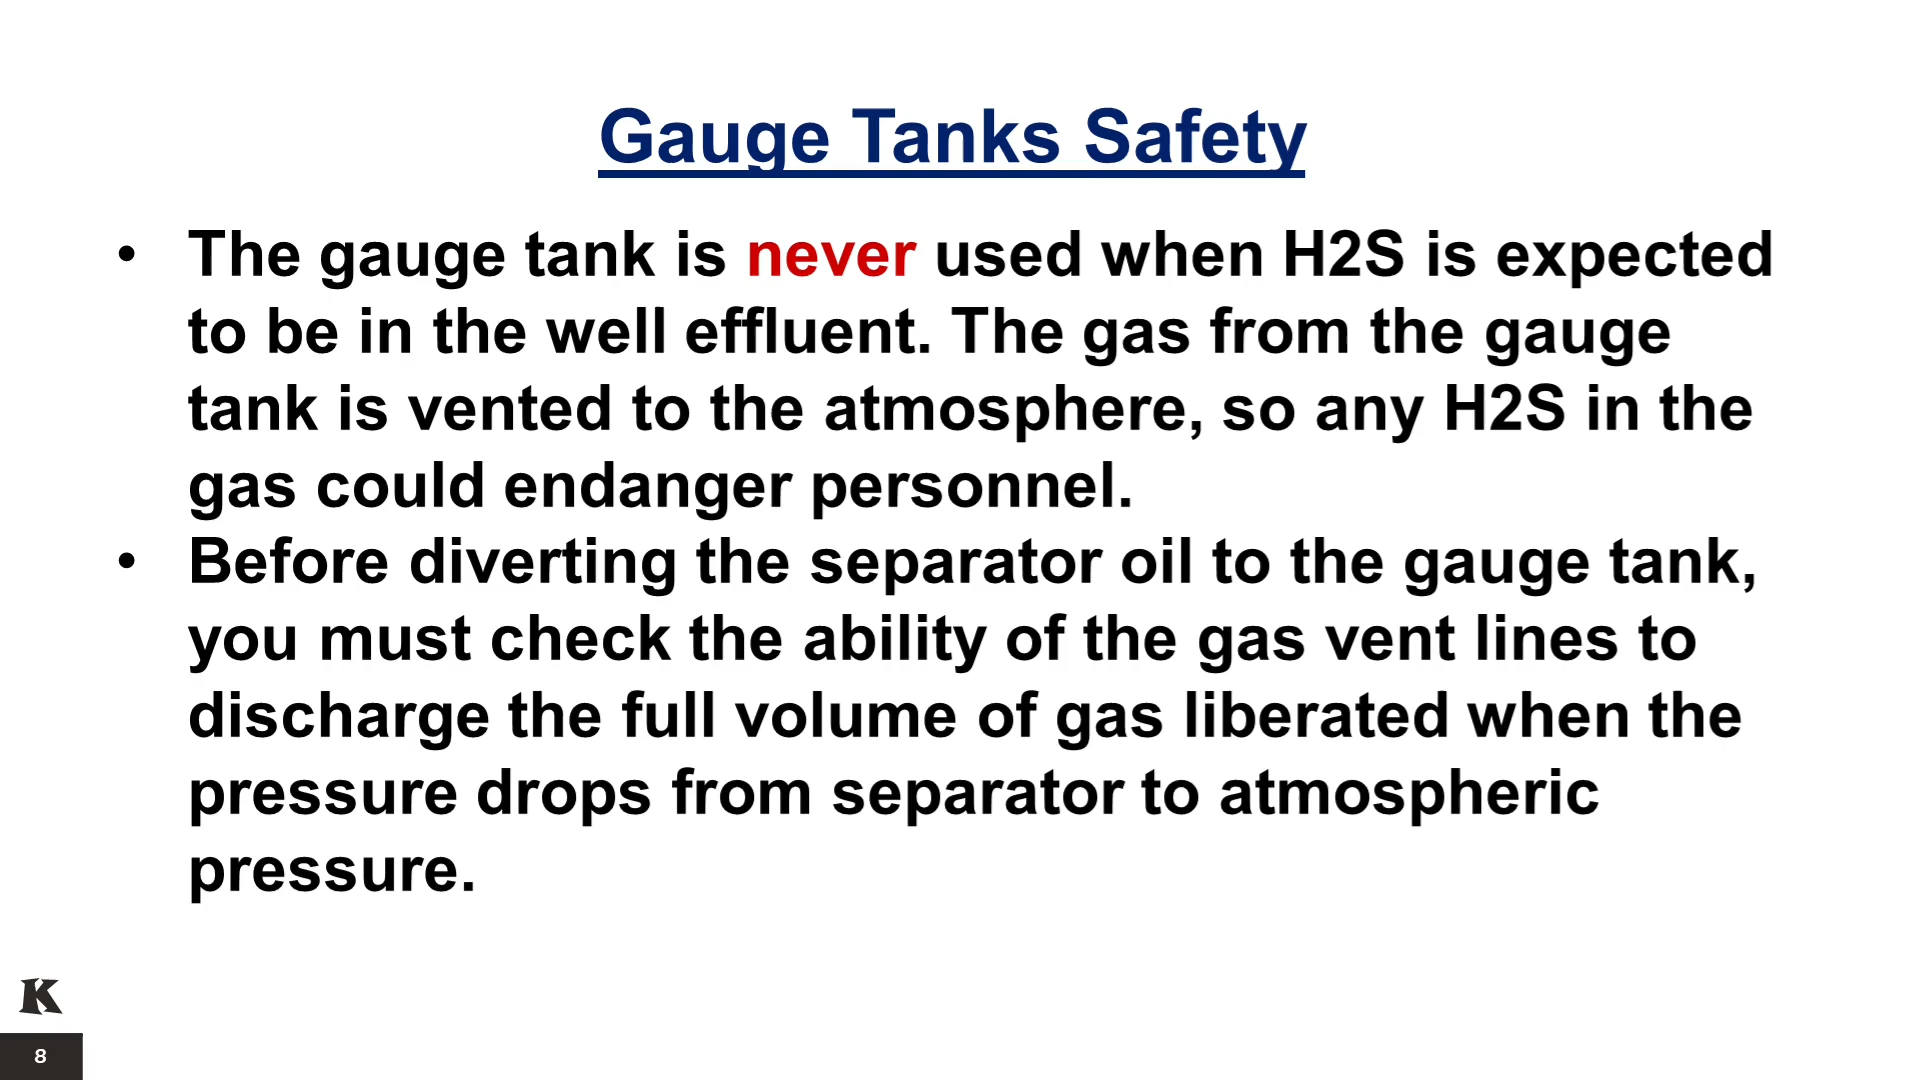 Gauge Tanks Safety
• The gauge tank is never used when H2S is expected
to be in the well effluent. The gas from the gauge
tank is vented to the atmosphere, so any H2S in the
gas could endanger personnel.
• Before diverting the separator oil to the gauge tank,
you must check the ability of the gas vent lines to
discharge the full volume of gas liberated when the
pressure drops from separator to atmospheric
pressure.
K
8